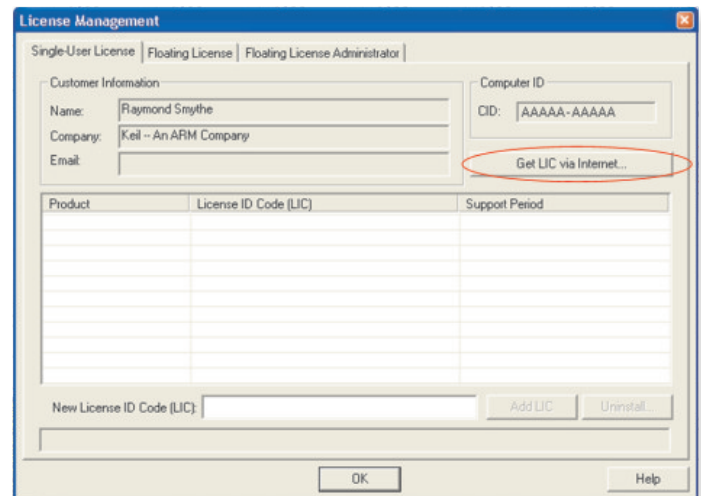 License Management
Single-User License Floating License Floating License Administrator
Customer Information
Name: Raymond Smythe
Company: Keil -- An ARM Company
Email:
Computer ID
CID: AAAAA-AAAAA
Get LIC via Internet...
Product License ID Code (LIC) Support Period
New License ID Code (LIC): Add LIC Uninstall...
OK Help